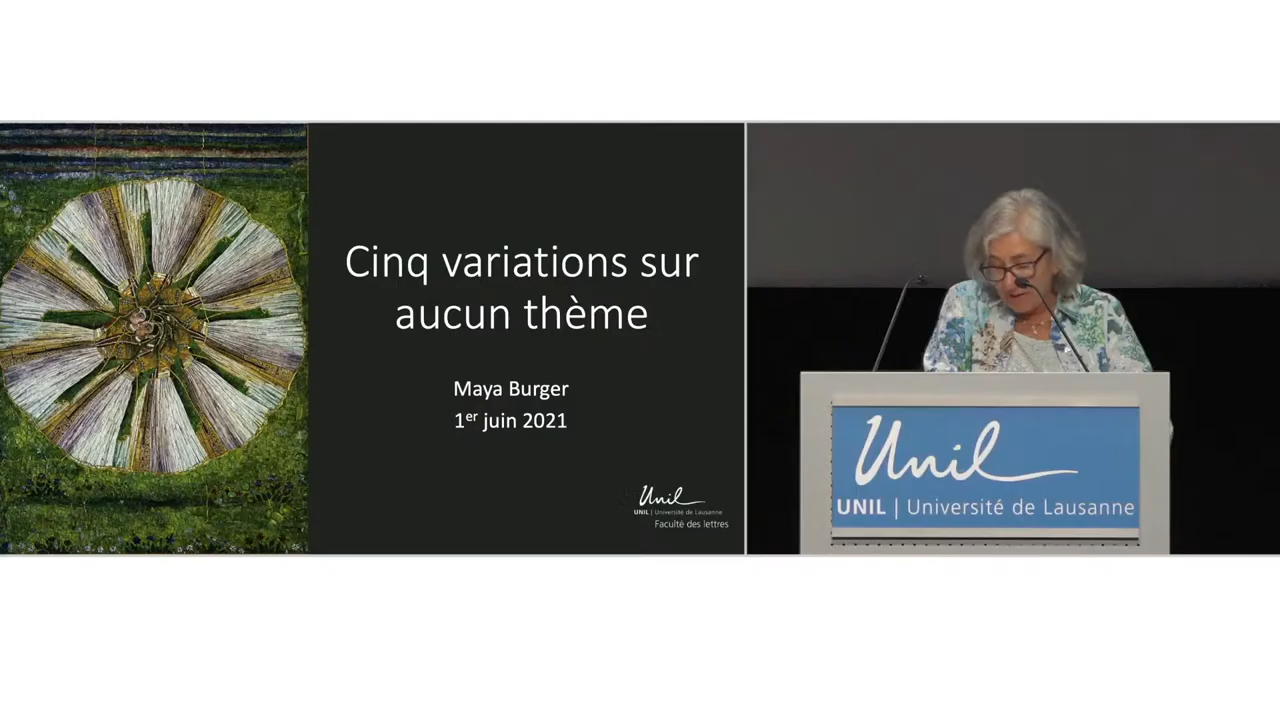 Cinq variations sur
aucun thème
Maya Burger
1er juin 2021
Unil
UNIL | Université de Lausanne
Faculté des lettres
Unil
UNIL | Université de Lausanne